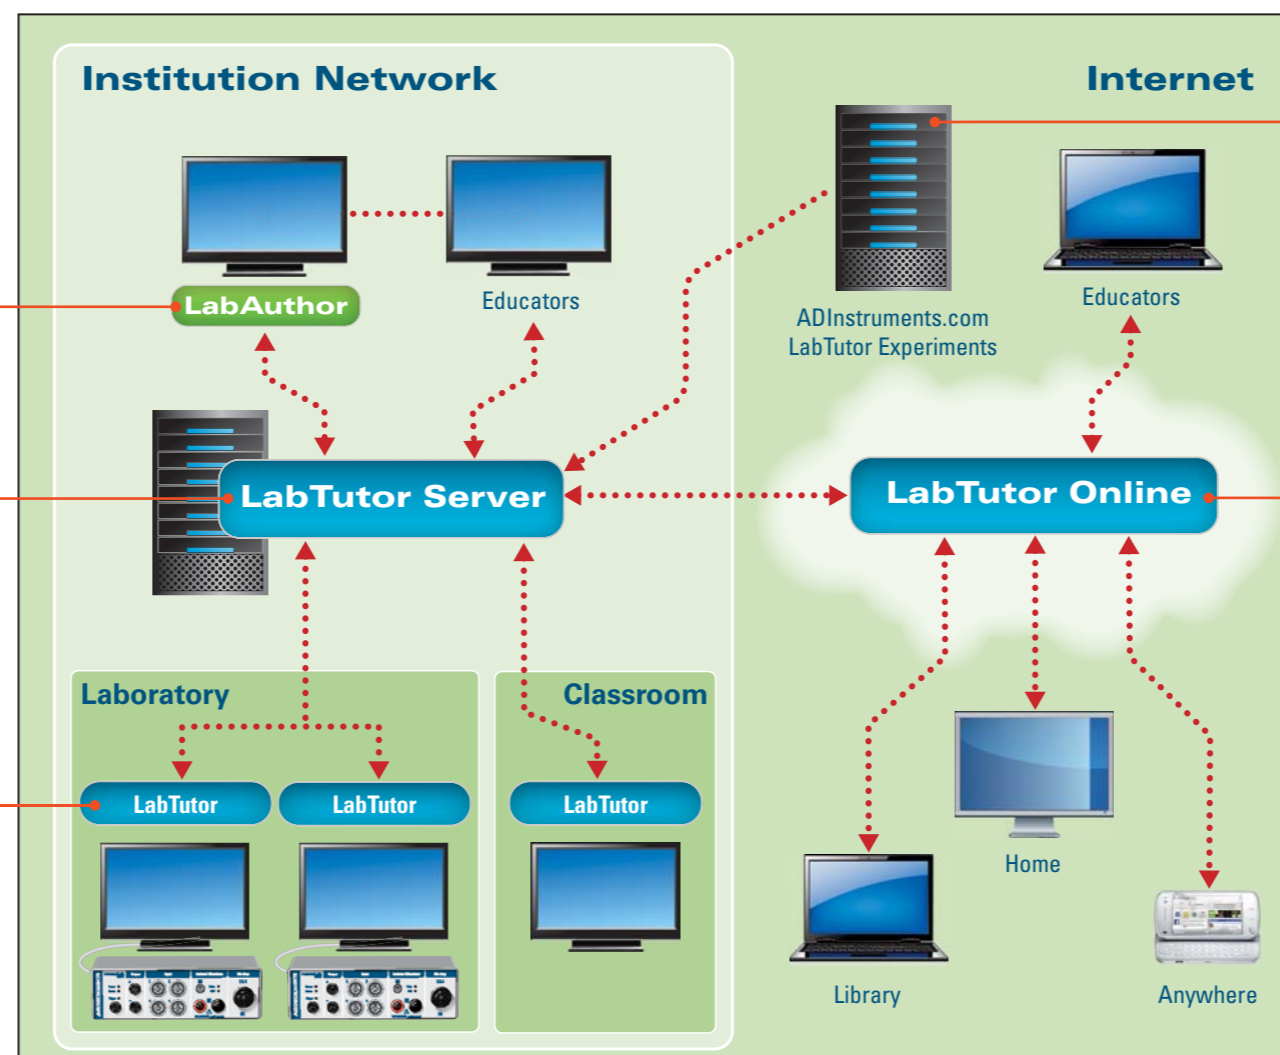 Institution Network
Internet
LabAuthor
Educators
ADInstruments.com
LabTutor Experiments
Educators
LabTutor Server
LabTutor Online
Laboratory
Classroom
LabTutor
LabTutor
LabTutor
Home
Library
Anywhere